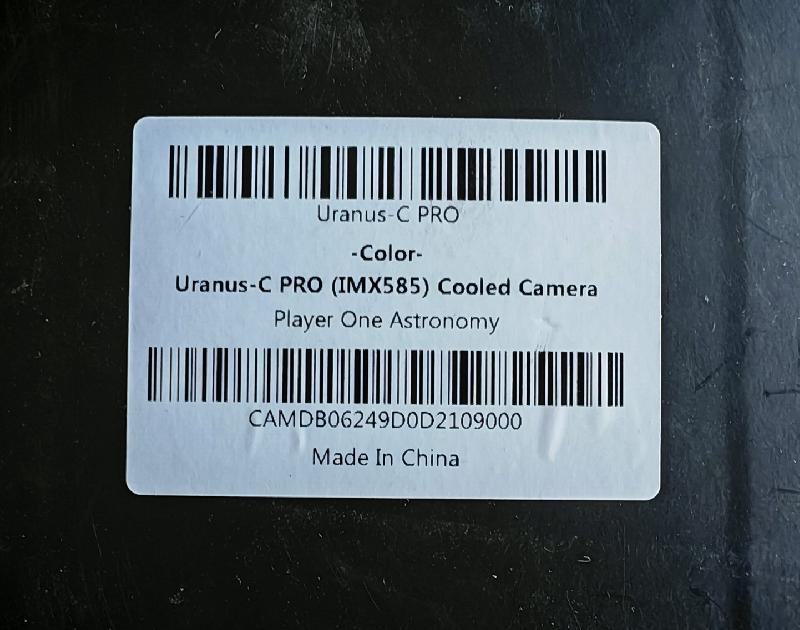 Uranus-C PRO
-Color-
Uranus-C PRO (IMX585) Cooled Camera
Player One Astronomy
CAMDB06249D0D2109000
Made In China